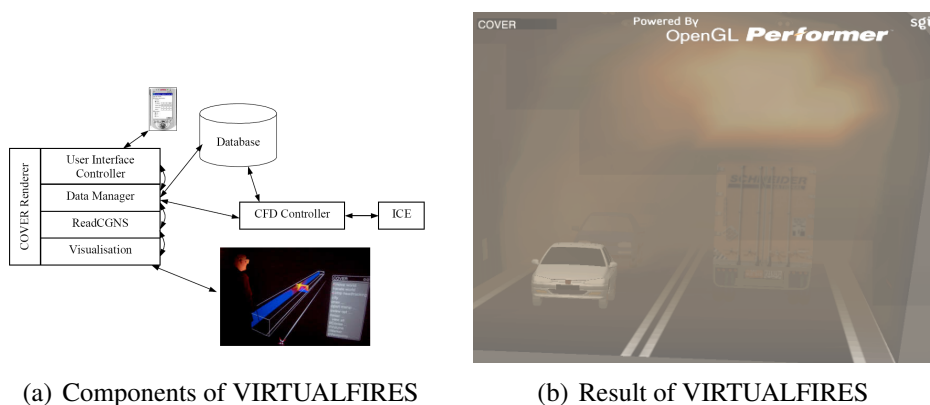 Database
User Interface
Controller
Data Manager
ReadCGNS
Visualisation
COVER Renderer
CFD Controller
ICE
COVER
(a) Components of VIRTUALFIRES
COVER
Powered By
OpenGL Performer
sgi
(b) Result of VIRTUALFIRES